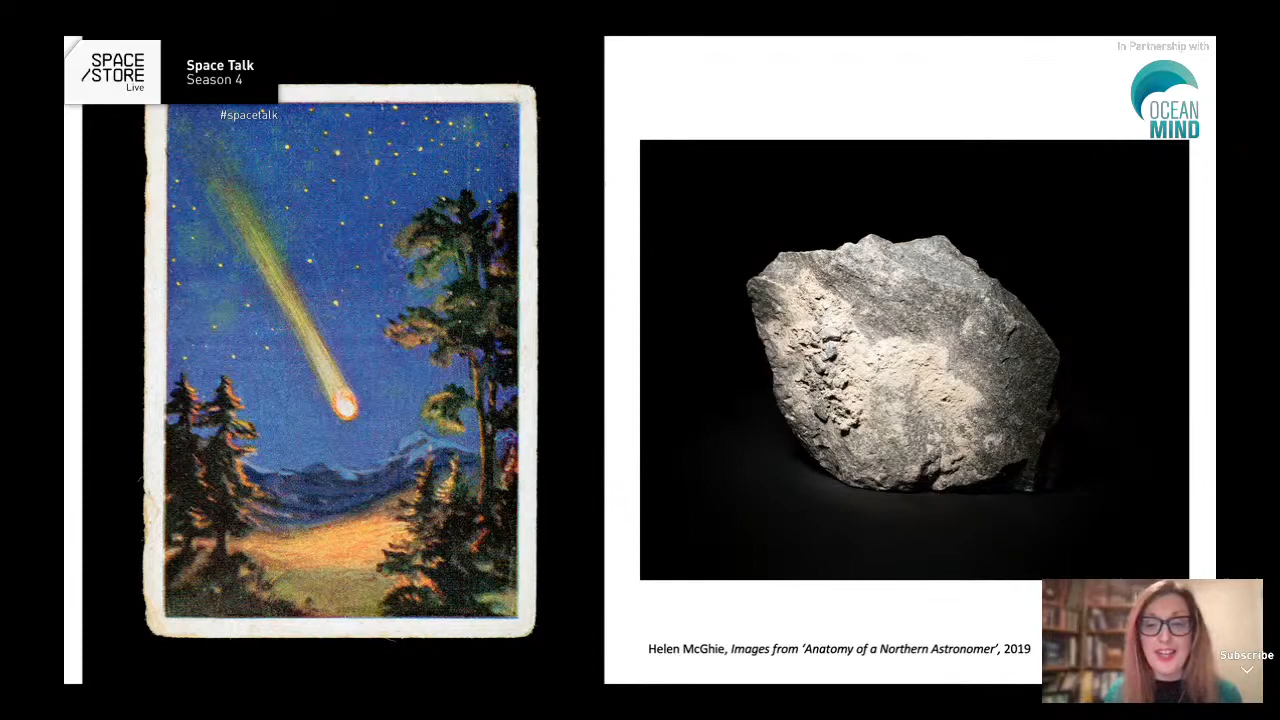 SPACE
/STORE
Live
Space Talk
Season 4
#spacetalk
In Partnership with
OCEAN
MIND
Helen McGhie, Images from ‘Anatomy of a Northern Astronomer’, 2019
Subscribe